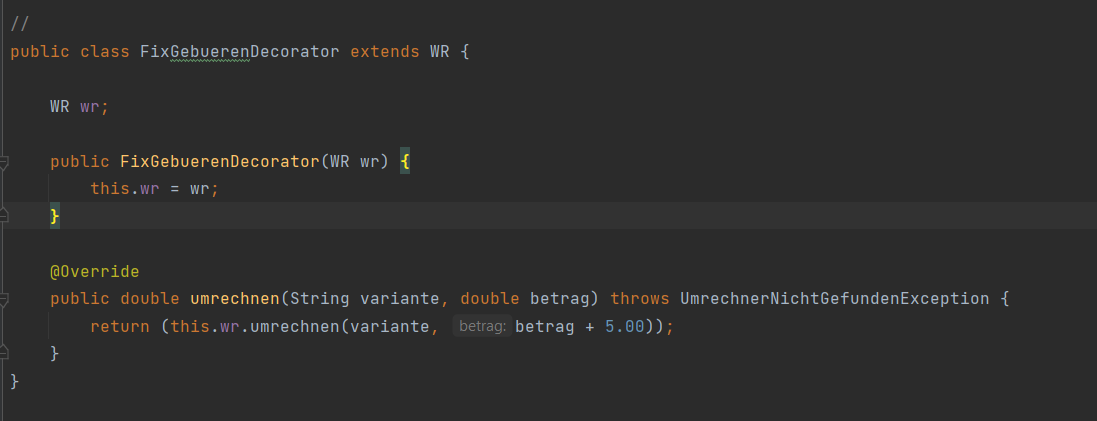 //
public class FixGebuerenDecorator extends WR {
WR wr;
public FixGebuerenDecorator(WR wr) {
this.wr = wr;
}
@Override
public double umrechnen(String variante, double betrag) throws UmrechnerNichtGefundenException {
return (this.wr.umrechnen(variante, betrag: betrag + 5.00));
}
}